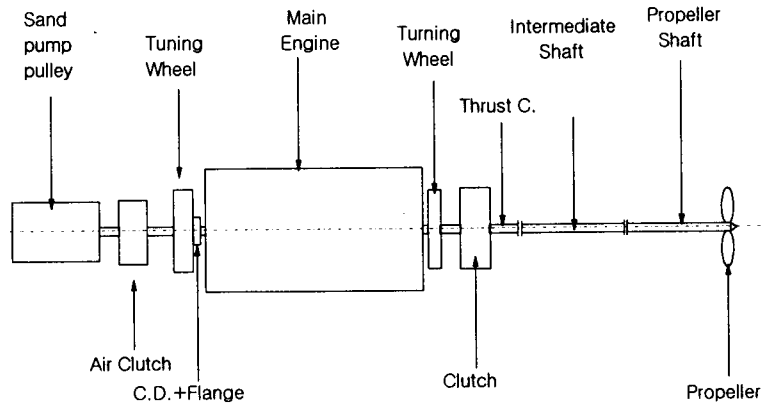 Sand
pump
pulley
Tuning
Wheel
Main
Engine
Turning
Wheel
Intermediate
Shaft
Propeller
Shaft
Thrust C.
Air Clutch
C.D.+Flange
Clutch
Propeller